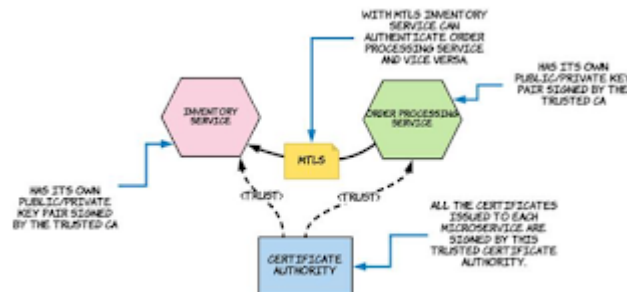 WITH MTLS INVENTORY
SERVICE CAN
AUTHENTICATE ORDER
PROCESSING SERVICE
AND VICE VERSA
HAS ITS OWN
PUBLIC/PRIVATE KEY
PAIR SIGNED BY THE
TRUSTED CA
INVENTORY
SERVICE
ORDER PROCESSING
SERVICE
MTLS
HAS ITS OWN
PUBLIC/PRIVATE
KEY PAIR SIGNED
BY THE TRUSTED CA
(TRUST)
(TRUST)
ALL THE CERTIFICATES
ISSUED TO EACH
MICROSERVICE ARE
SIGNED BY THIS
TRUSTED CERTIFICATE
AUTHORITY.
CERTIFICATE
AUTHORITY